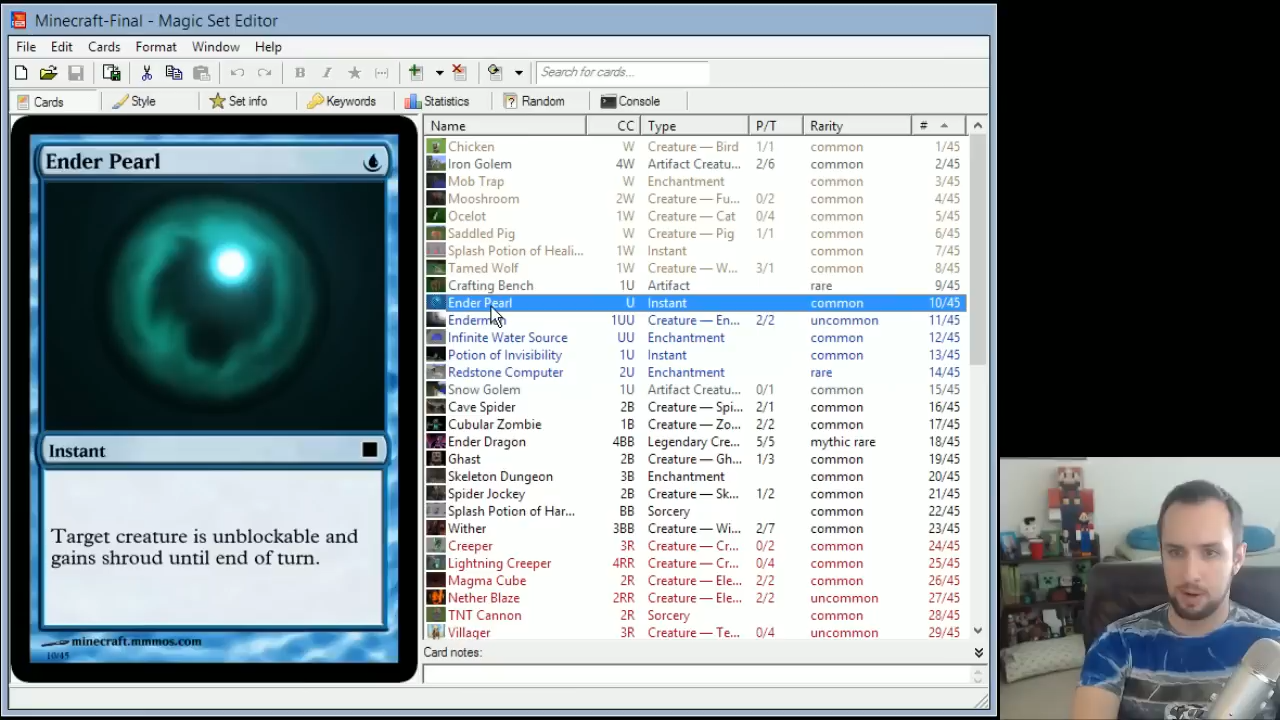 Minecraft-Final - Magic Set Editor
File Edit Cards Format Window Help
Search for cards...
Cards Style Set info Keywords Statistics Random Console
Ender Pearl
Instant
Target creature is unblockable and
gains shroud until end of turn.
minecraft.mmmos.com
10/45
Name CC Type P/T Rarity #
Chicken W Creature — Bird 1/1 common 1/45
Iron Golem 4W Artifact Creatu... 2/6 common 2/45
Mob Trap W Enchantment common 3/45
Mooshroom 2W Creature — Fu... 0/2 common 4/45
Ocelot 1W Creature — Cat 0/4 common 5/45
Saddled Pig W Creature — Pig 1/1 common 6/45
Splash Potion of Heali... 1W Instant common 7/45
Tamed Wolf 1W Creature — W... 3/1 common 8/45
Crafting Bench 1U Artifact rare 9/45
Ender Pearl U Instant common 10/45
Enderman 1UU Creature — En... 2/2 uncommon 11/45
Infinite Water Source UU Enchantment common 12/45
Potion of Invisibility 1U Instant common 13/45
Redstone Computer 2U Enchantment rare 14/45
Snow Golem 1U Artifact Creatu... 0/1 common 15/45
Cave Spider 2B Creature — Spi... 2/1 common 16/45
Cubular Zombie 1B Creature — Zo... 2/2 common 17/45
Ender Dragon 4BB Legendary Cre... 5/5 mythic rare 18/45
Ghast 2B Creature — Gh... 1/3 common 19/45
Skeleton Dungeon 3B Enchantment common 20/45
Spider Jockey 2B Creature — Sk... 1/2 common 21/45
Splash Potion of Har... BB Sorcery common 22/45
Wither 3BB Creature — Wi... 2/7 common 23/45
Creeper 3R Creature — Cr... 0/2 common 24/45
Lightning Creeper 4RR Creature — Cr... 0/4 common 25/45
Magma Cube 2R Creature — Ele... 2/2 common 26/45
Nether Blaze 2RR Creature — Ele... 2/2 uncommon 27/45
TNT Cannon 2R Sorcery common 28/45
Villager 3R Creature — Te... 0/4 uncommon 29/45
Card notes: